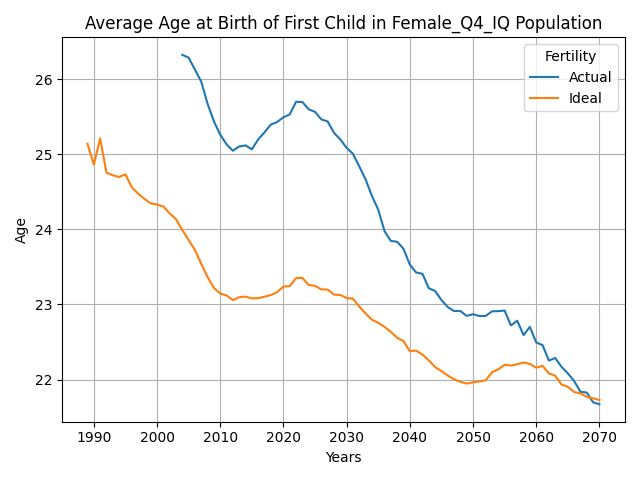 Average Age at Birth of First Child in Female_Q4_IQ Population
Fertility
Actual
Ideal
26
25
24
23
22
Age
1990 2000 2010 2020 2030 2040 2050 2060 2070
Years